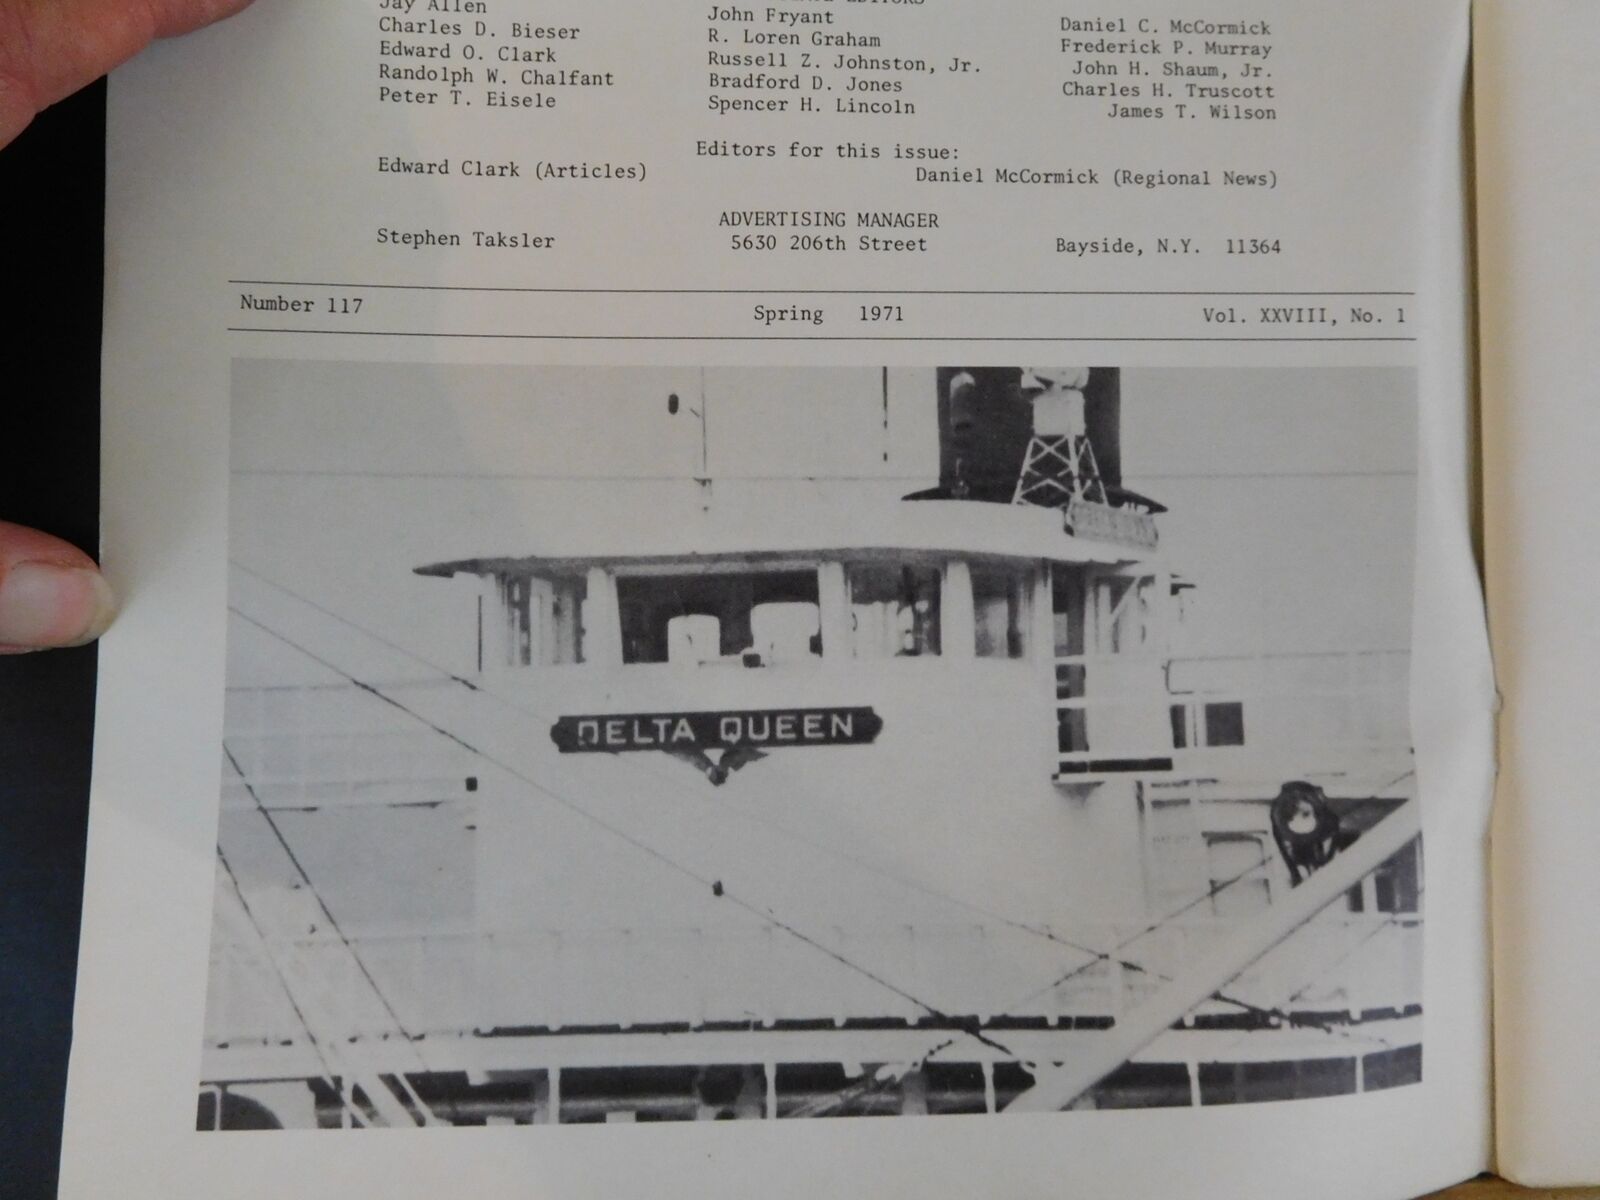 Jay Allen
Charles D. Bieser
Edward O. Clark
Randolph W. Chalfant
Peter T. Eisele
EDITORS
John Fryant
R. Loren Graham
Russell Z. Johnston, Jr.
Bradford D. Jones
Spencer H. Lincoln
Daniel C. McCormick
Frederick P. Murray
John H. Shaum, Jr.
Charles H. Truscott
James T. Wilson
Editors for this issue:
Edward Clark (Articles) Daniel McCormick (Regional News)
ADVERTISING MANAGER
Stephen Taksler 5630 206th Street Bayside, N.Y. 11364
Number 117 Spring 1971 Vol. XXVIII, No. 1
DELTA QUEEN